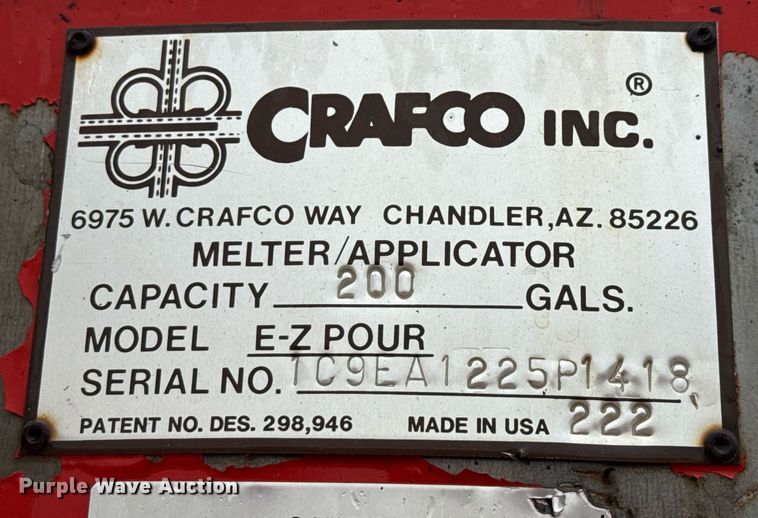 CRAFCO INC.®
6975 W. CRAFCO WAY CHANDLER, AZ. 85226
MELTER/APPLICATOR
CAPACITY 200 GALS.
MODEL E-Z POUR
SERIAL NO. 1C9EA1225P1418
222
PATENT NO. DES. 298,946 MADE IN USA
Purple Wave Auction